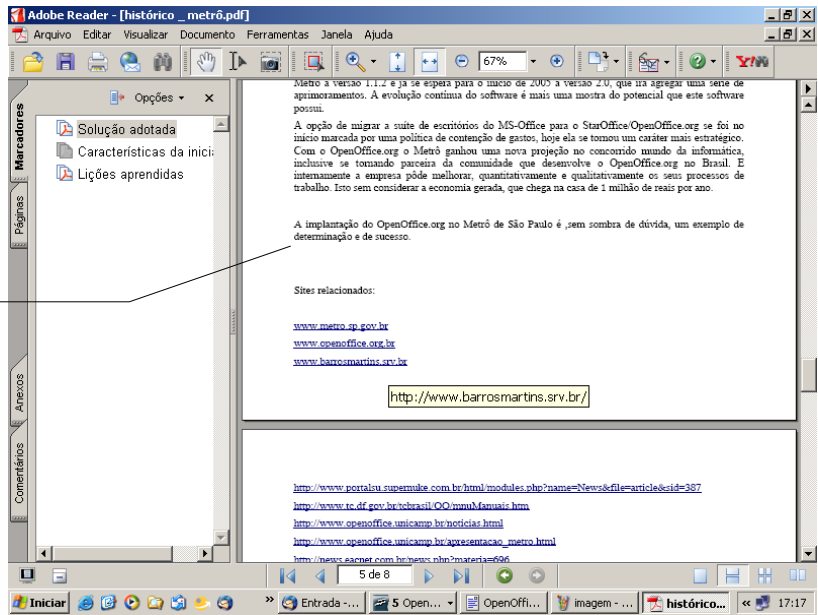 Adobe Reader - [histórico _ metrô.pdf]
Arquivo Editar Visualizar Documento Ferramentas Janela Ajuda
67%
Y!
Opções
x
Marcadores
Solução adotada
Características da inici
Lições aprendidas
Páginas
Anexos
Comentários
Metrô a versão 1.1.2 e já se espera para o início de 2005 a versão 2.0, que irá agregar uma série de
aprimoramentos. A evolução contínua do software é mais uma mostra do potencial que este software
possui.
A opção de migrar a suite de escritórios do MS-Office para o StarOffice/OpenOffice.org se foi no
início marcada por uma política de contenção de gastos, hoje ela se tornou um caráter mais estratégico.
Com o OpenOffice.org o Metrô ganhou uma nova projeção no concorrido mundo da informática,
inclusive se tornando parceira da comunidade que desenvolve o OpenOffice.org no Brasil. E
internamente a empresa pôde melhorar, quantitativamente e qualitativamente os seus processos de
trabalho. Isto sem considerar a economia gerada, que chega na casa de 1 milhão de reais por ano.
A implantação do OpenOffice.org no Metrô de São Paulo é ,sem sombra de dúvida, um exemplo de
determinação e de sucesso.
Sites relacionados:
www.metro.sp.gov.br
www.openoffice.org.br
www.barrosmartins.srv.br
http://www.barrosmartins.srv.br/
http://www.portalsu.supernuke.com.br/html/modules.php?name=News&file=article&sid=387
http://www.tc.df.gov.br/tcbrasil/OO/mnuManuais.htm
http://www.openoffice.unicamp.br/noticias.html
http://www.openoffice.unicamp.br/apresentacao_metro.html
http://news.eacnet.com.br/news.php?materia=696
5 de 8
Iniciar
»
Entrada -...
5 Open...
OpenOffi...
imagem - ...
histórico...
«
17:17